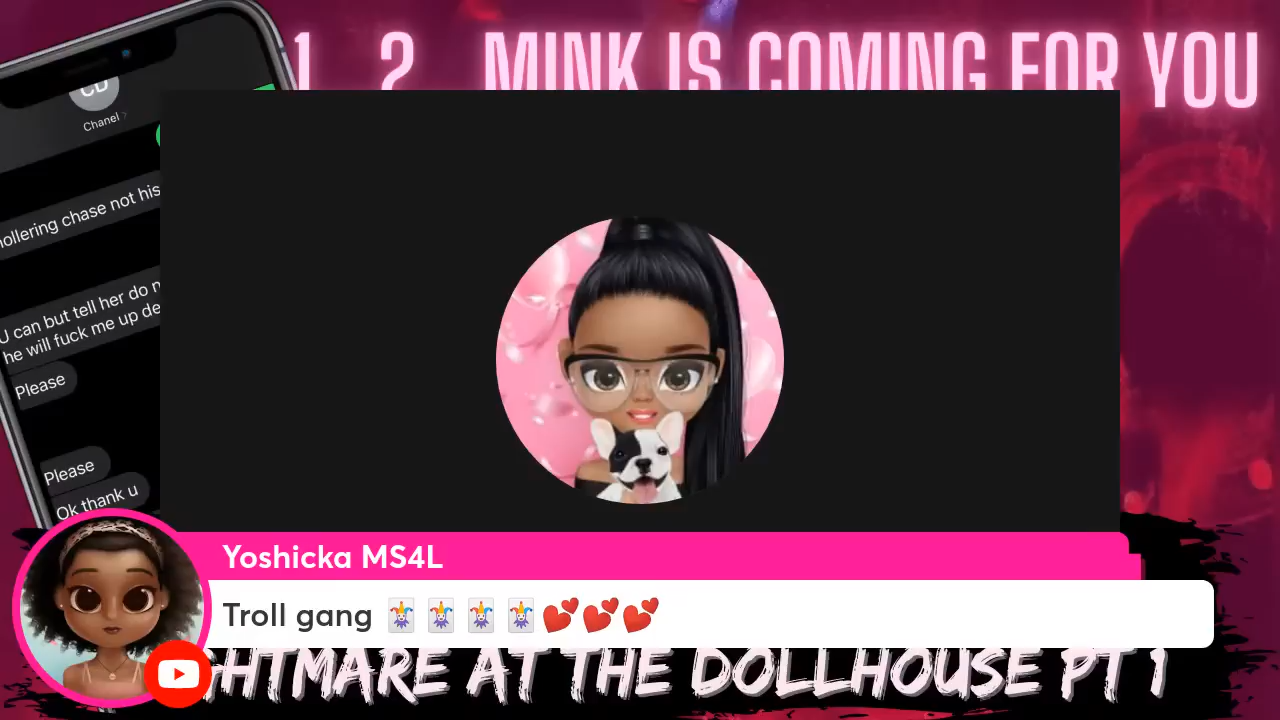 1 2 MINK IS COMING FOR YOU
Chanel
hollering chase not his
U can but tell her do n
he will fuck me up de
Please
Please
Ok thank u
Yoshicka MS4L
Troll gang 🃏🃏🃏🃏💕💕💕
GHTMARE AT THE DOLLHOUSE PT 1